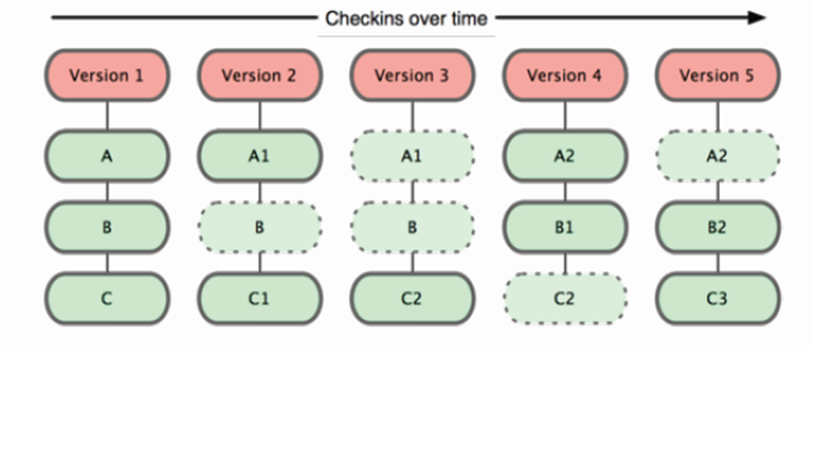 Checkins over time
Version 1 Version 2 Version 3 Version 4 Version 5
A A1 A1 A2 A2
B B B B1 B2
C C1 C2 C2 C3